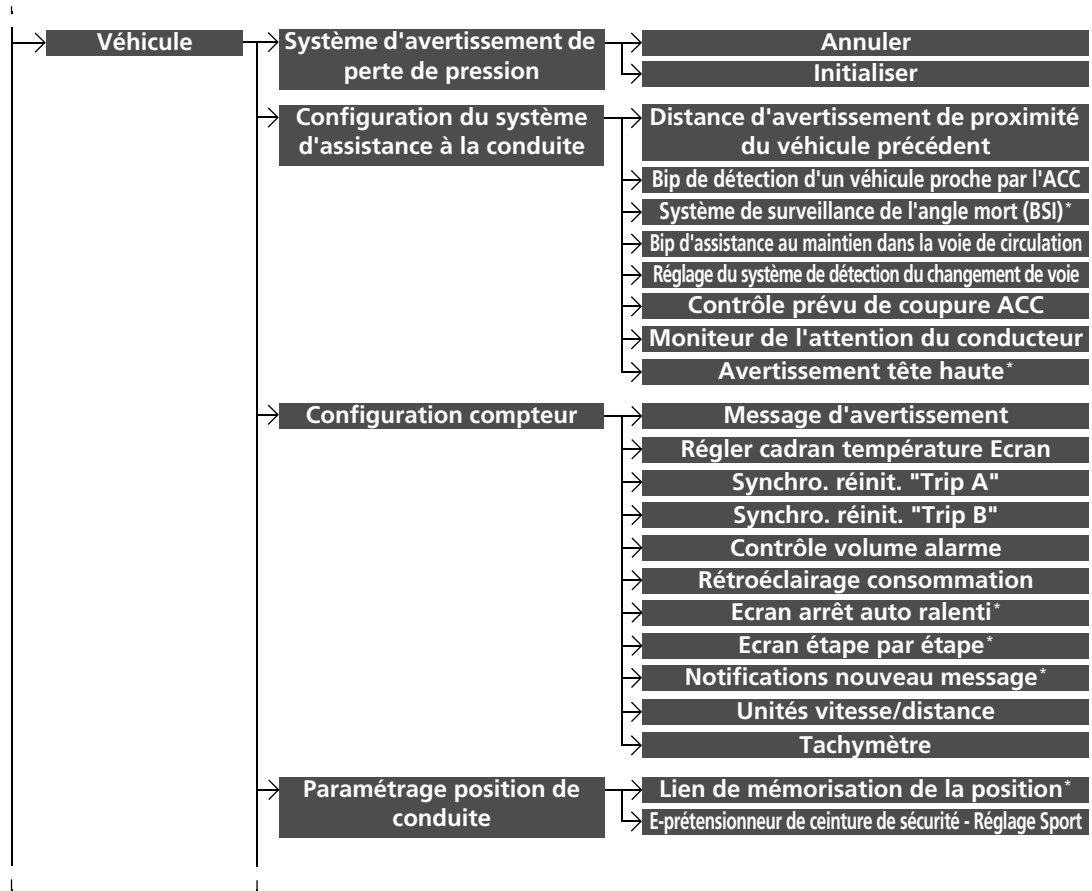 Véhicule
Système d'avertissement de
perte de pression
Annuler
Initialiser
Configuration du système
d'assistance à la conduite
Distance d'avertissement de proximité
du véhicule précédent
Bip de détection d'un véhicule proche par l'ACC
Système de surveillance de l'angle mort (BSI)*
Bip d'assistance au maintien dans la voie de circulation
Réglage du système de détection du changement de voie
Contrôle prévu de coupure ACC
Moniteur de l'attention du conducteur
Avertissement tête haute*
Configuration compteur
Message d'avertissement
Régler cadran température Ecran
Synchro. réinit. "Trip A"
Synchro. réinit. "Trip B"
Contrôle volume alarme
Rétroéclairage consommation
Ecran arrêt auto ralenti*
Ecran étape par étape*
Notifications nouveau message*
Unités vitesse/distance
Tachymètre
Paramétrage position de
conduite
Lien de mémorisation de la position*
E-prétensionneur de ceinture de sécurité - Réglage Sport